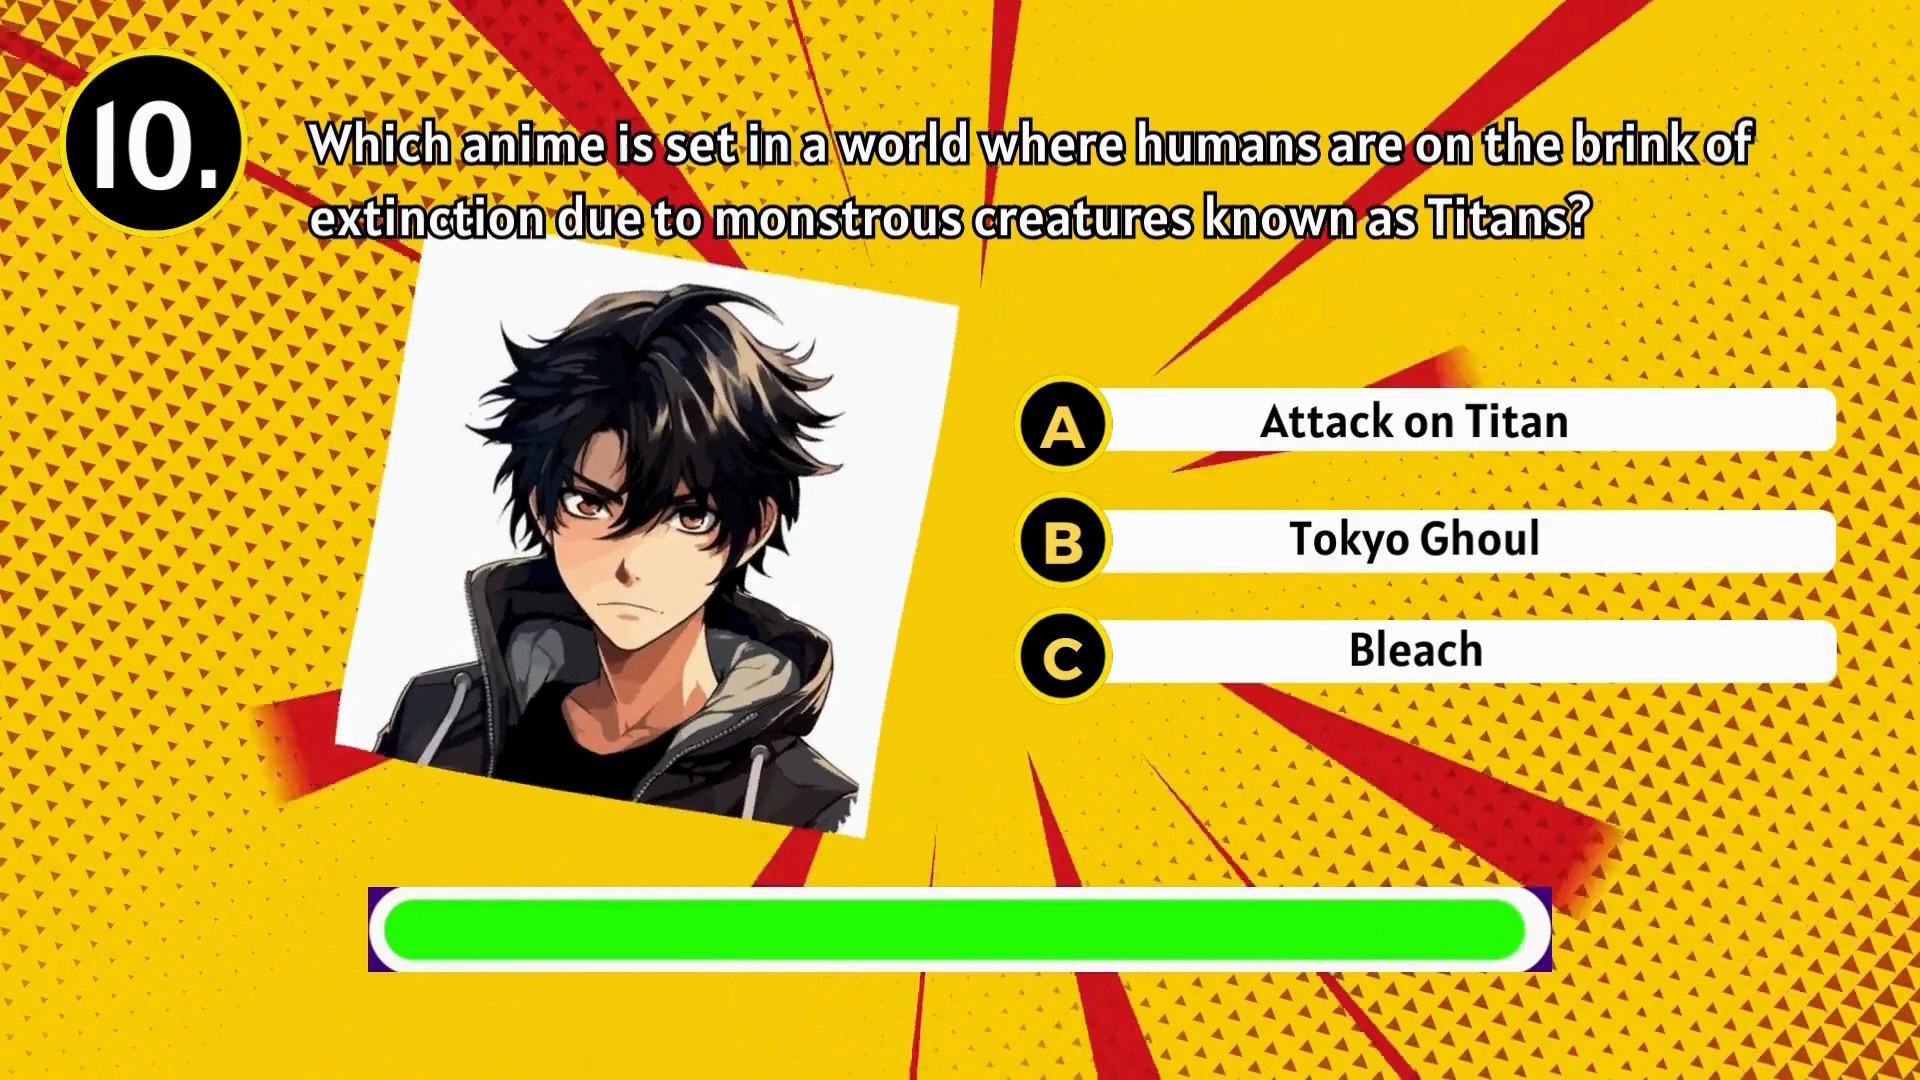 10.
Which anime is set in a world where humans are on the brink of
extinction due to monstrous creatures known as Titans?
A Attack on Titan
B Tokyo Ghoul
C Bleach